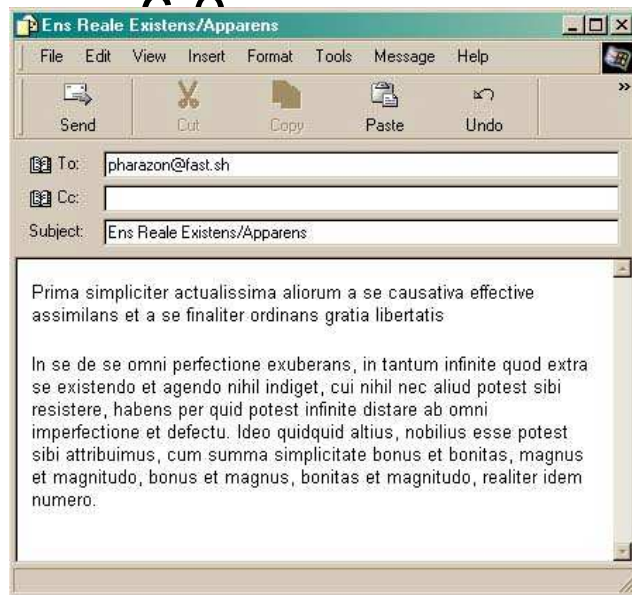 Ens Reale Existens/Apparens
File Edit View Insert Format Tools Message Help
Send Cut Copy Paste Undo
To: pharazon@fast.sh
Cc:
Subject: Ens Reale Existens/Apparens
Prima simpliciter actualissima aliorum a se causativa effective
assimilans et a se finaliter ordinans gratia libertatis
In se de se omni perfectione exuberans, in tantum infinite quod extra
se existendo et agendo nihil indiget, cui nihil nec aliud potest sibi
resistere, habens per quid potest infinite distare ab omni
imperfectione et defectu. Ideo quidquid altius, nobilius esse potest
sibi attribuimus, cum summa simplicitate bonus et bonitas, magnus
et magnitudo, bonus et magnus, bonitas et magnitudo, realiter idem
numero.